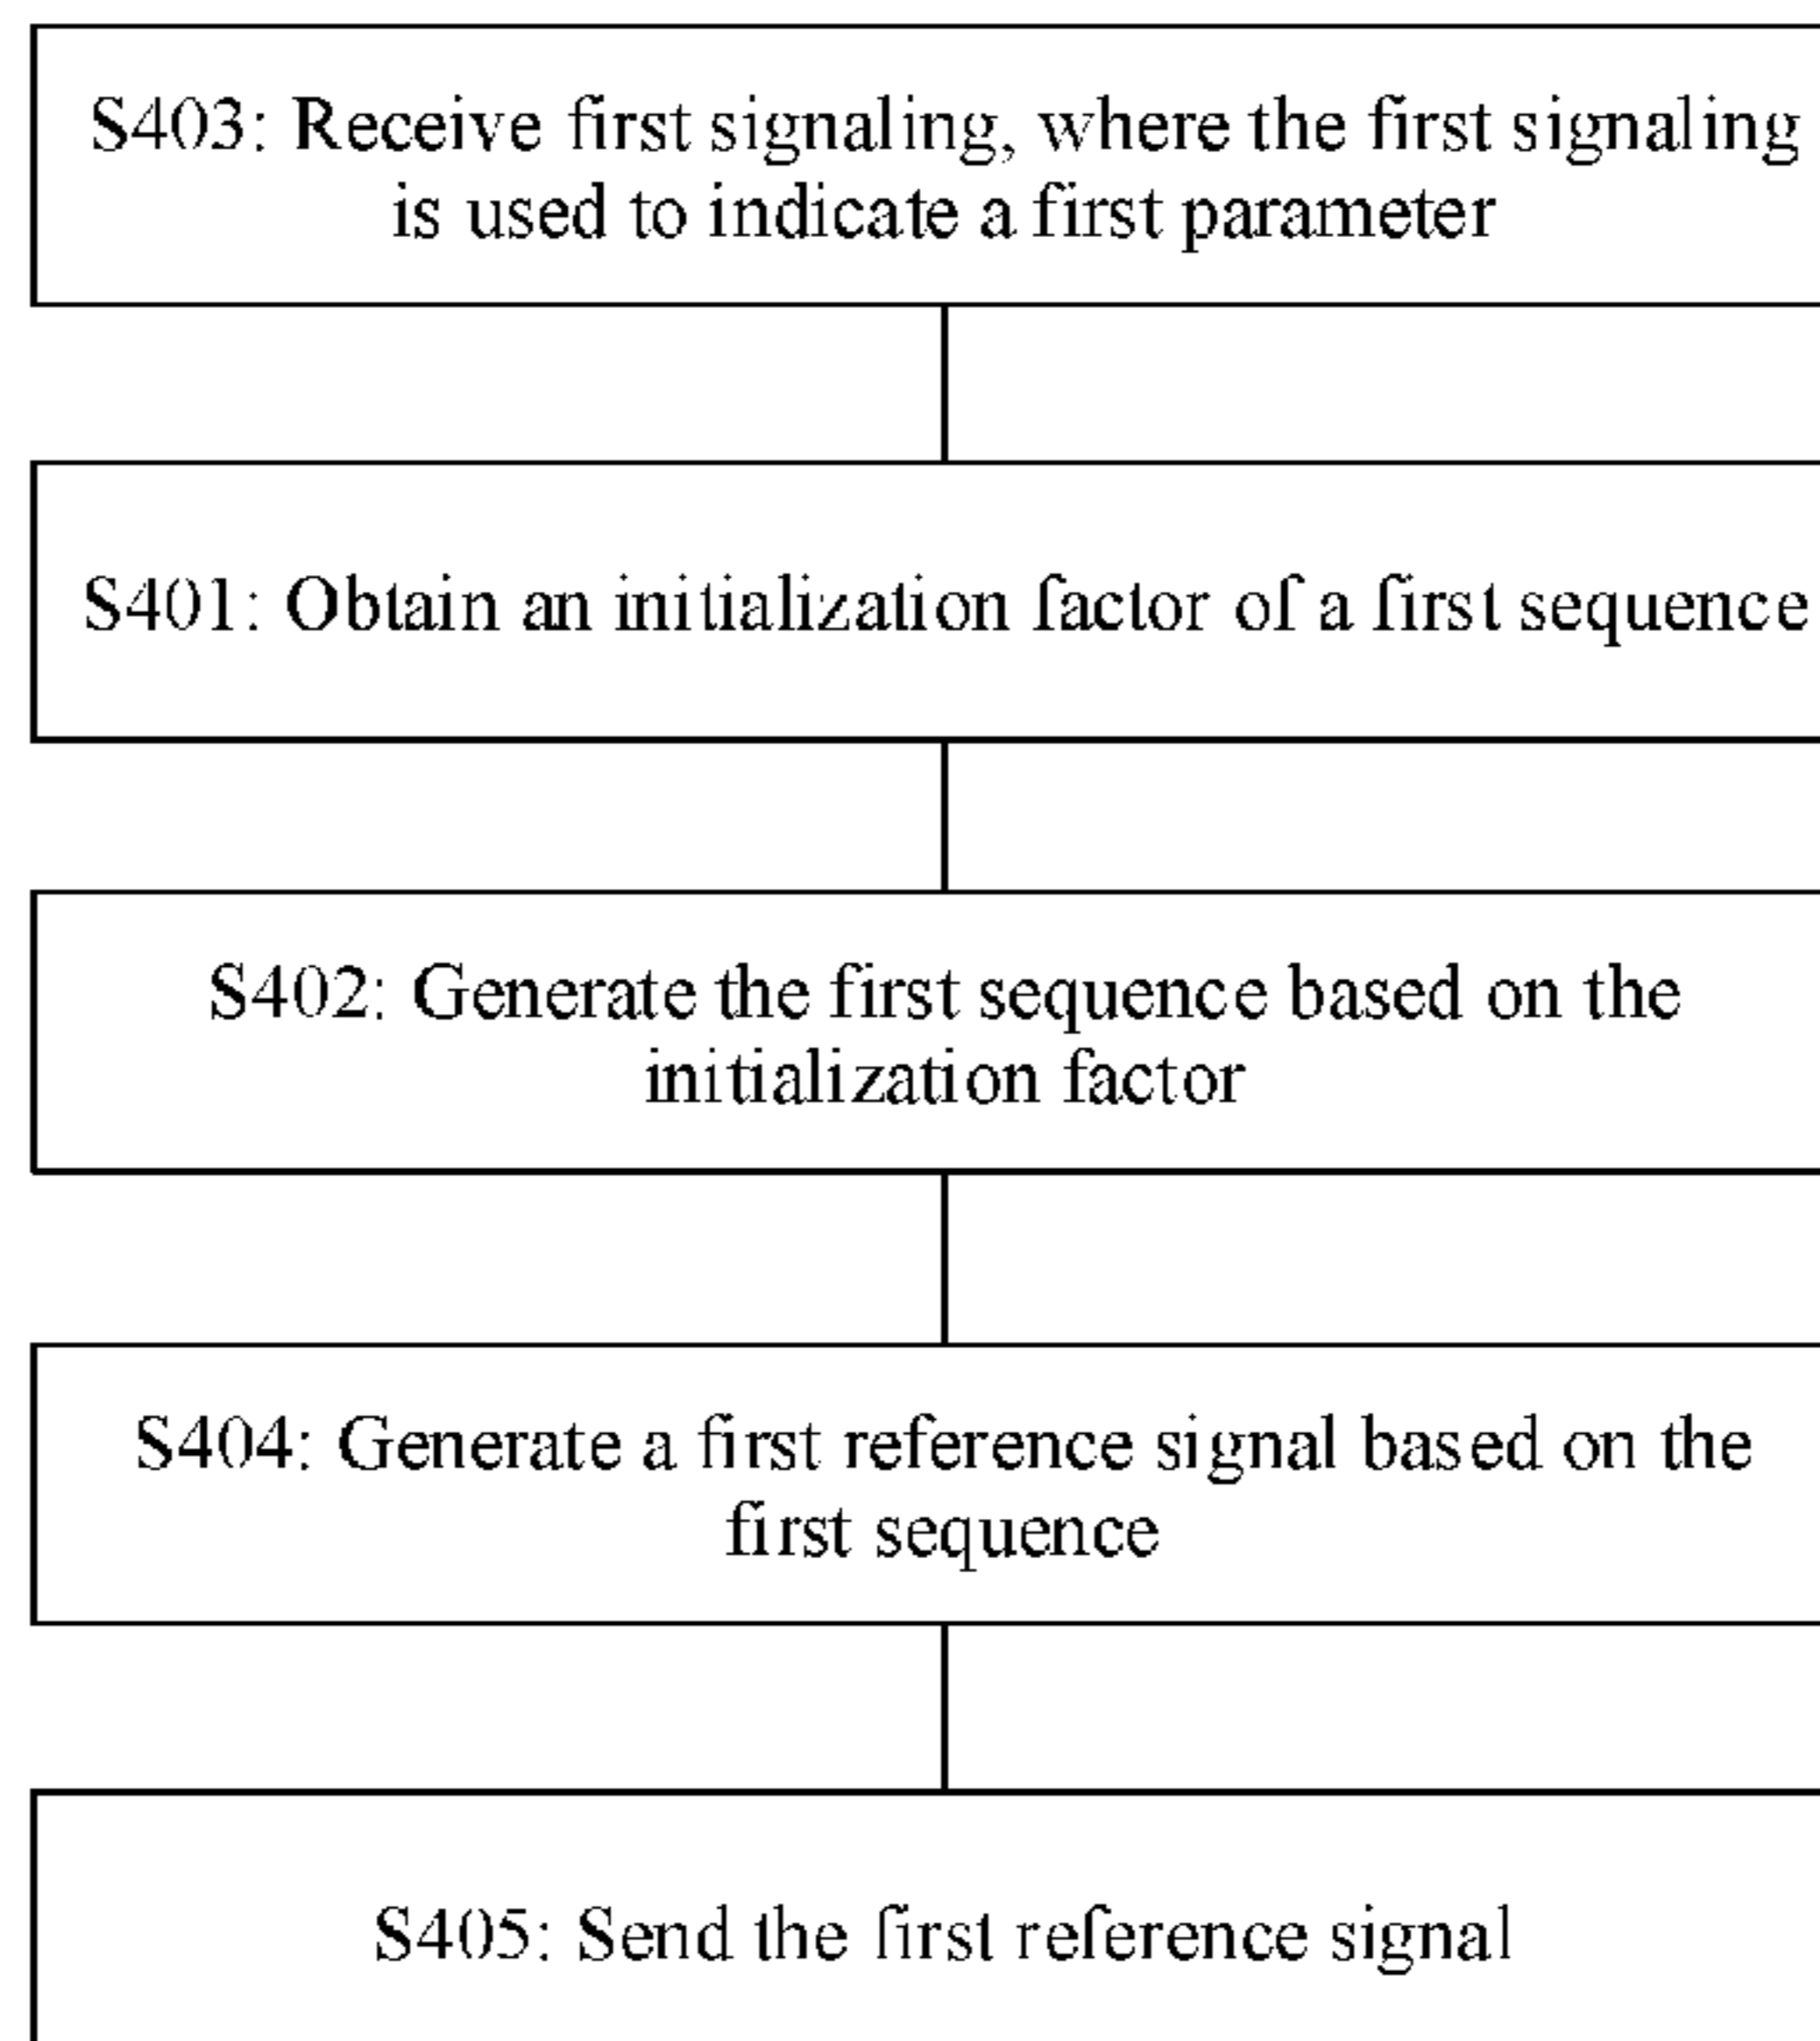 S403: Receive first signaling, where the first signaling
is used to indicate a first parameter
S401: Obtain an initialization factor of a first sequence
S402: Generate the first sequence based on the
initialization factor
S404: Generate a first reference signal based on the
first sequence
S405: Send the first reference signal